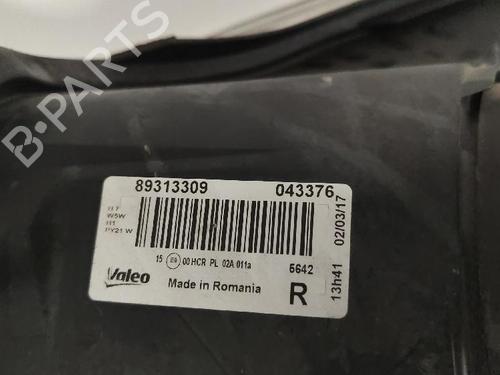 89313309 043376
H7
W5W
H1
PY21 W
15 E9 00 HCR PL 02A 011a 5642
Valeo Made in Romania R
13h41 02/03/17
B-PARTS